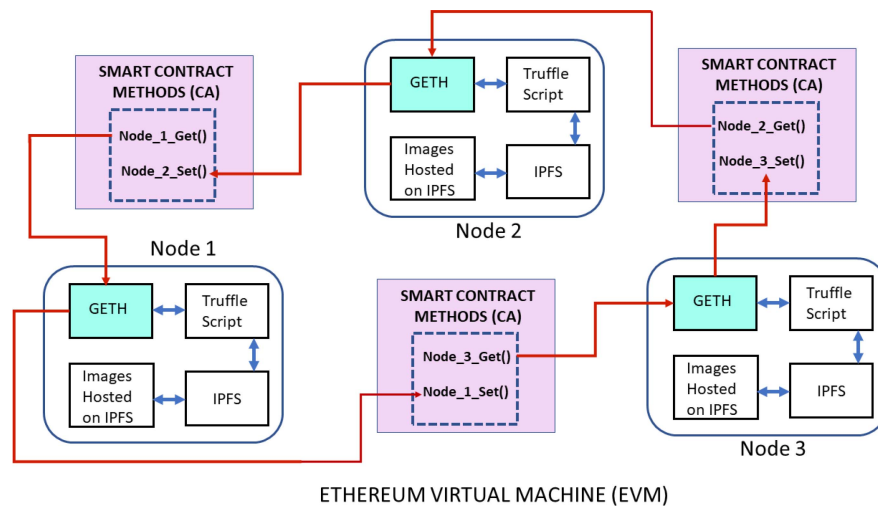 SMART CONTRACT
METHODS (CA)
Node_1_Get()
Node_2_Set()
GETH
Truffle
Script
Images
Hosted
on IPFS
IPFS
Node 2
SMART CONTRACT
METHODS (CA)
Node_2_Get()
Node_3_Set()
Node 1
GETH
Truffle
Script
Images
Hosted
on IPFS
IPFS
SMART CONTRACT
METHODS (CA)
Node_3_Get()
Node_1_Set()
GETH
Truffle
Script
Images
Hosted
on IPFS
IPFS
Node 3
ETHEREUM VIRTUAL MACHINE (EVM)